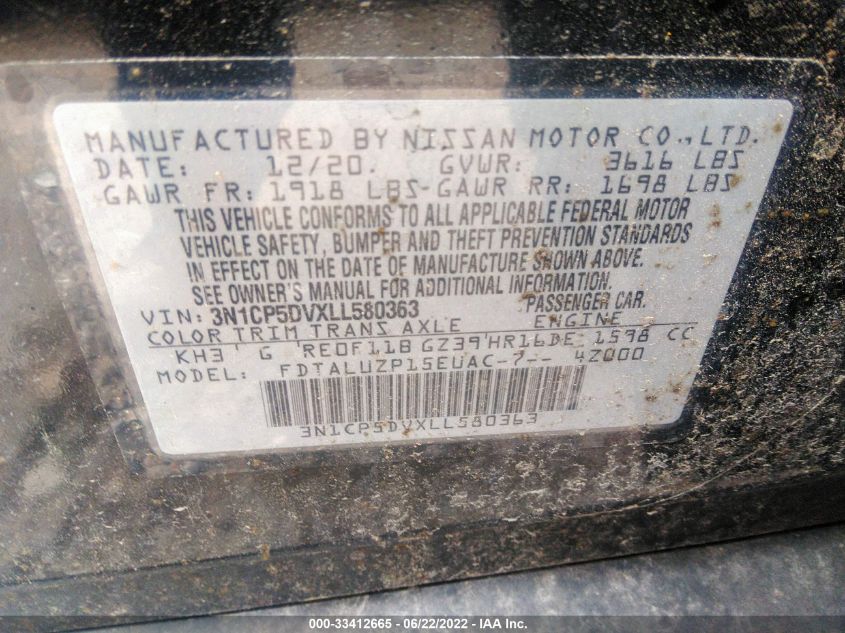 MANUFACTURED BY NISSAN MOTOR CO., LTD.
DATE: 12/20. GVWR: 3616 LBS
GAWR FR: 1918 LBS-GAWR RR: 1698 LBS
THIS VEHICLE CONFORMS TO ALL APPLICABLE FEDERAL MOTOR
VEHICLE SAFETY, BUMPER AND THEFT PREVENTION STANDARDS
IN EFFECT ON THE DATE OF MANUFACTURE SHOWN ABOVE.
SEE OWNER'S MANUAL FOR ADDITIONAL INFORMATION.
VIN: 3N1CP5DVXLL580363 PASSENGER CAR.
COLOR TRIM TRANS AXLE ENGINE
KH3 G 'RE0F11B GZ39'HR16DE 1598 CC
MODEL: FDTALUZP15EUAC-7-- 4Z000
3N1CP5DVXLL580363
000-33412665 - 06/22/2022 - IAA Inc.